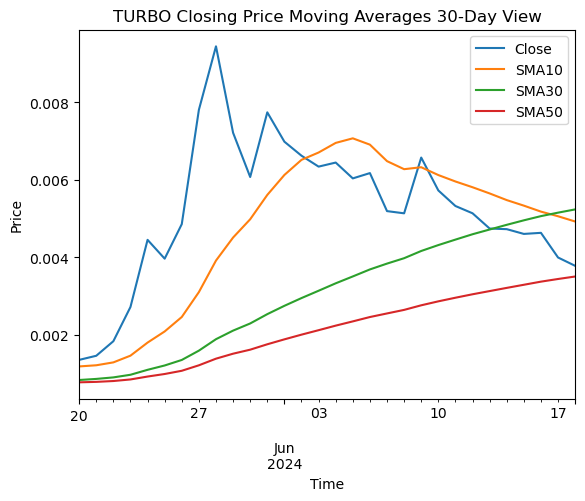 TURBO Closing Price Moving Averages 30-Day View
Close
SMA10
SMA30
SMA50
0.008
0.006
0.004
0.002
Price
20
27
03
10
17
Jun
2024
Time